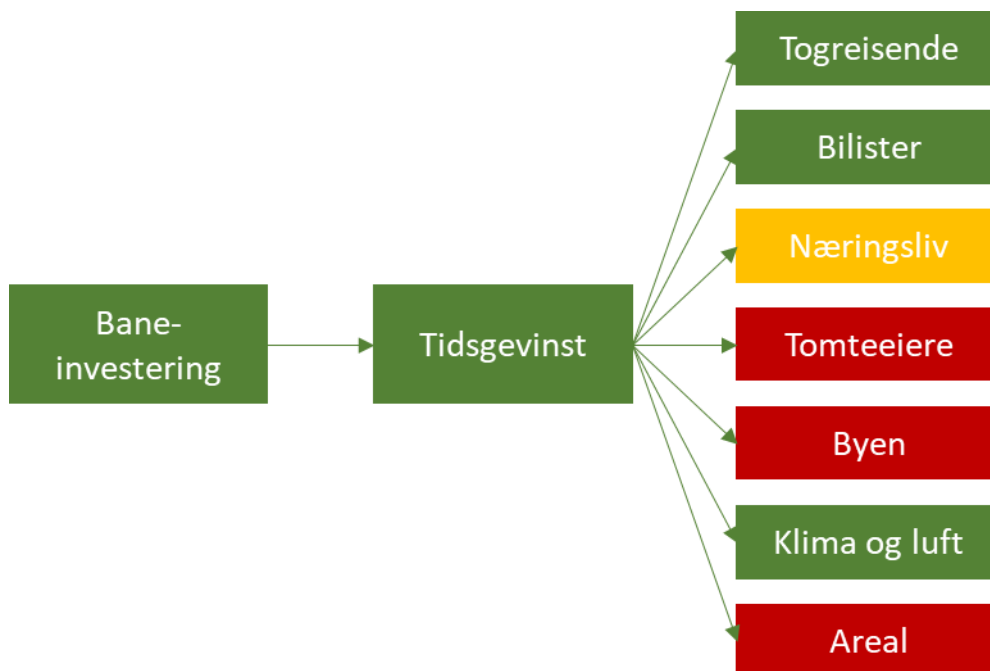 Togreisende
Bilister
Næringsliv
Bane-
investering
Tidsgevinst
Tomteeiere
Byen
Klima og luft
Areal